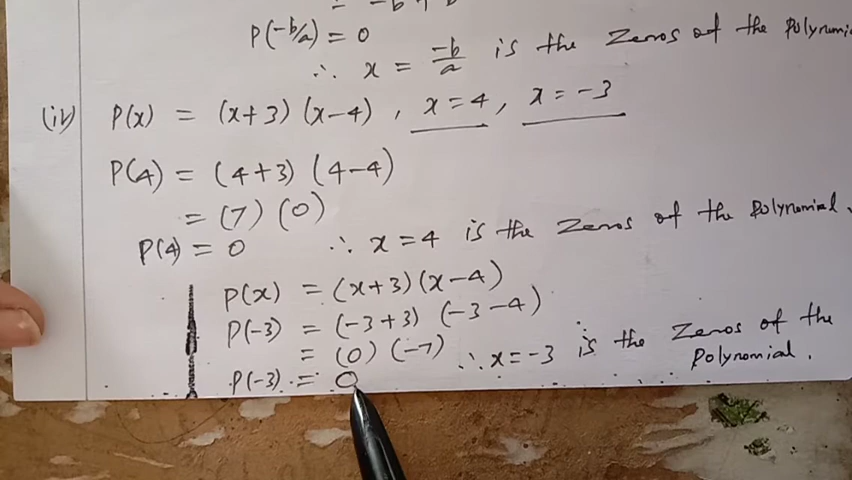 P(-b/a) = 0
∴ x = -b/a is the Zeros of the Polynomi
(iv) P(x) = (x+3) (x-4), x=4, x=-3
P(4) = (4+3) (4-4)
= (7) (0)
P(4) = 0 ∴ x=4 is the Zeros of the Polynomial.
P(x) = (x+3) (x-4)
P(-3) = (-3+3) (-3-4)
= (0) (-7) ∴ x=-3 is the Zeros of the
Polynomial.
P(-3) = 0